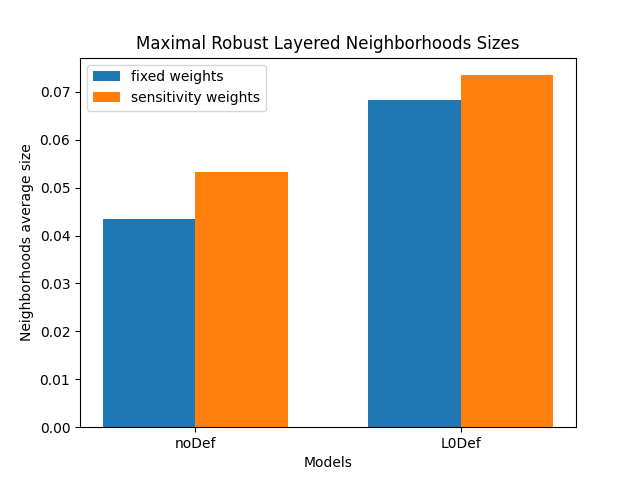 Maximal Robust Layered Neighborhoods Sizes
fixed weights
sensitivity weights
Neighborhoods average size
0.07
0.06
0.05
0.04
0.03
0.02
0.01
0.00
noDef
L0Def
Models